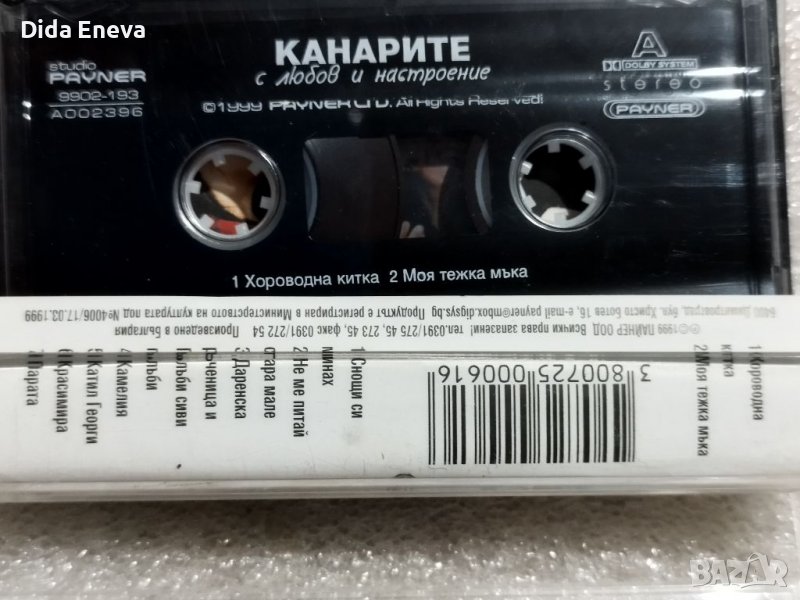 Dida Eneva
studio
PAYNER
9902-193
A002396
КАНАРИТЕ
с любов и настроение
©1999 PAYNER LTD. All Rights Reserved!
A
DOLBY SYSTEM
stereo
PAYNER
1 Хороводна китка 2 Моя тежка мъка
6400 Димитровград, бул. Христо Ботев 16, e-mail payner@mbox.digsys.bg Продуктът е регистриран в Министерството на културата под №4006/17.03.1999
℗©1999 ПАЙНЕР ООД Всички права запазени! тел.0391/275 45, 273 45, факс 0391/272 54 Произведено в България
1 Хороводна
китка
2 Моя тежка мъка
3 800725 000616
1 Снощи си
минах
2 Не ме питай
стара мале
3 Даренска
ръченица и
гълъби сиви
гълъби
4 Камелия
5 Катил Георги
6 Красимира
7 Парата
BAZAR